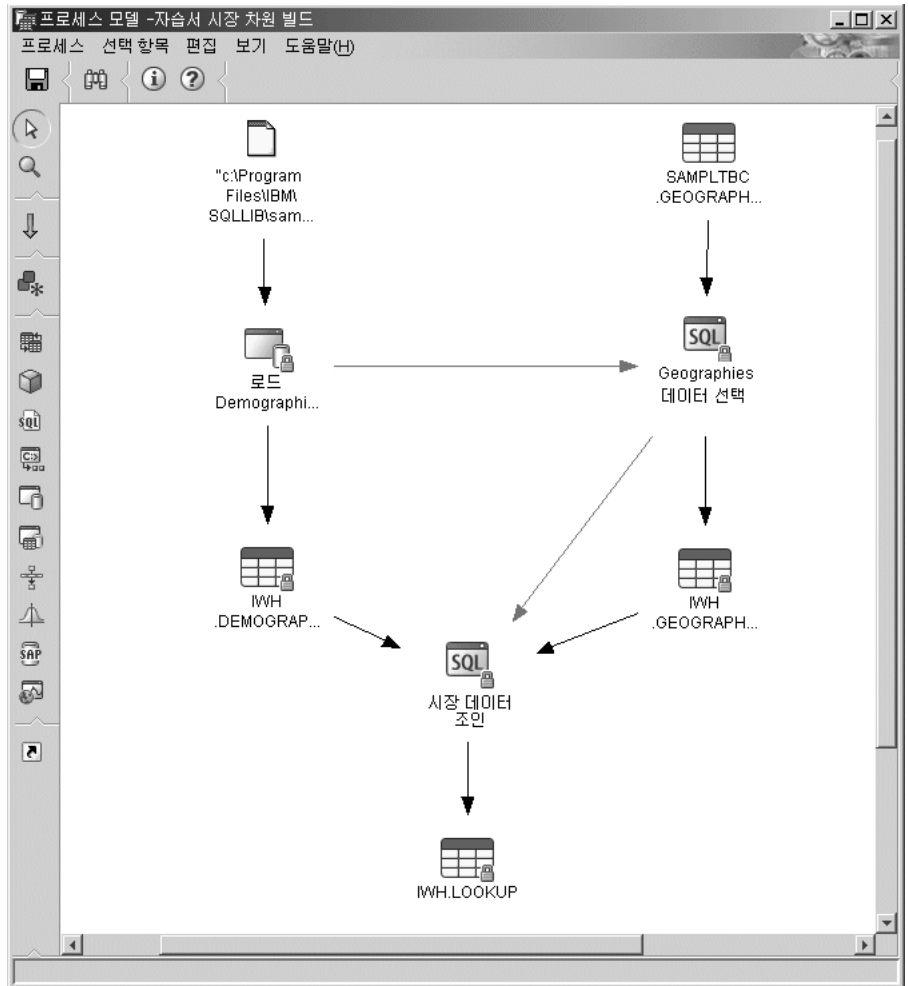 프로세스 모델 -자습서 시장 차원 빌드
프로세스 선택 항목 편집 보기 도움말(H)
"c:\Program
Files\IBM\
SQLLIB\sam...
SAMPLTBC
.GEOGRAPH...
로드
Demographi...
SQL
Geographies
데이터 선택
IWH
.DEMOGRAP...
IWH
.GEOGRAPH...
SQL
시장 데이터
조인
IWH.LOOKUP
SQL
C:>
SAP